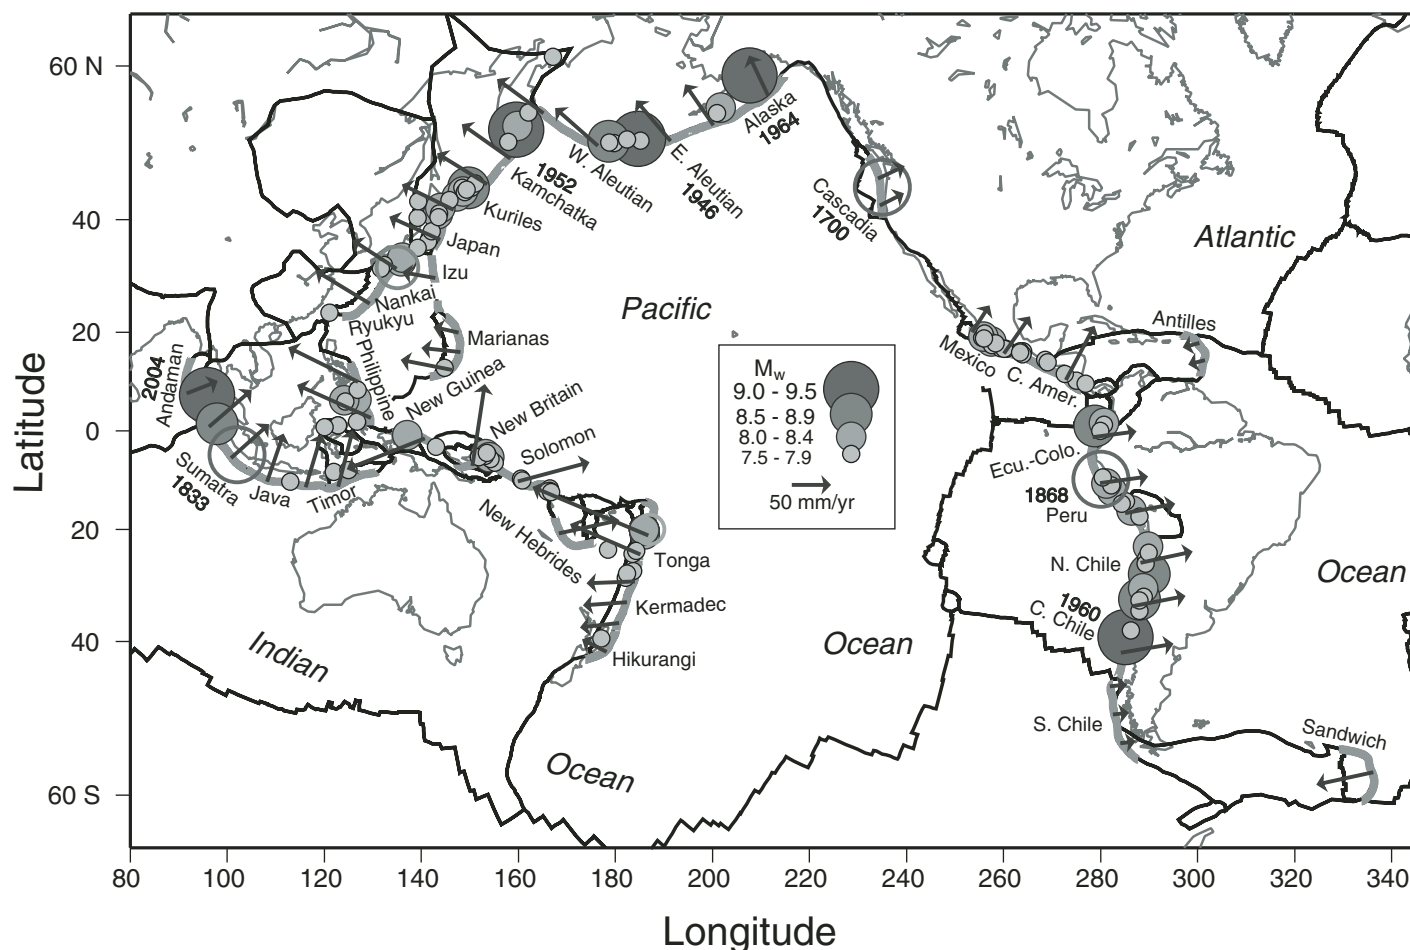 60 N
40
20
0
20
40
60 S
Latitude
80
100
120
140
160
180
200
220
240
260
280
300
320
340
Longitude
Alaska
1964
E. Aleutian
1946
W. Aleutian
1952
Kamchatka
Kuriles
Japan
Izu
Nankai
Ryukyu
Marianas
Philippine
New Guinea
New Britain
Solomon
2004
Andaman
Sumatra
1833
Java
Timor
New Hebrides
Tonga
Kermadec
Hikurangi
Cascadia
1700
Mexico
C. Amer.
Antilles
Ecu.-Colo.
1868
Peru
N. Chile
1960
C. Chile
S. Chile
Sandwich
Pacific
Ocean
Atlantic
Ocean
Indian
Ocean
Mw
9.0 - 9.5
8.5 - 8.9
8.0 - 8.4
7.5 - 7.9
50 mm/yr